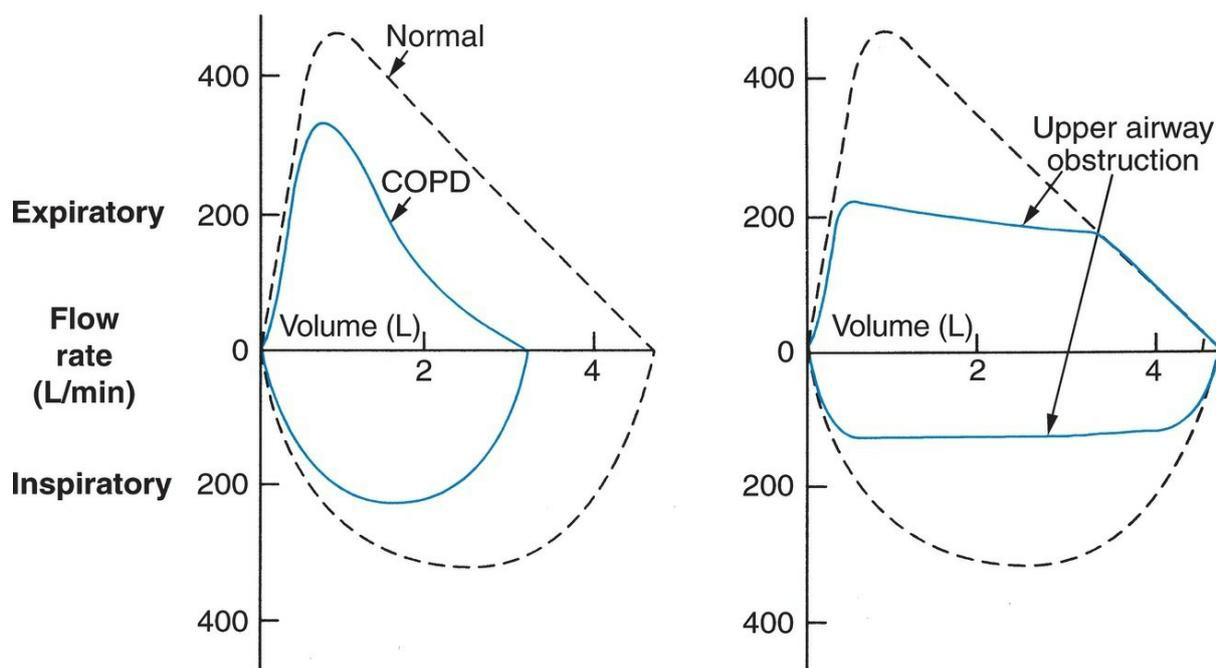 Normal
400
COPD
Expiratory
200
Flow
rate
(L/min)
Volume (L)
0
2
4
Inspiratory
200
400
400
Upper airway
obstruction
200
Volume (L)
0
2
4
200
400